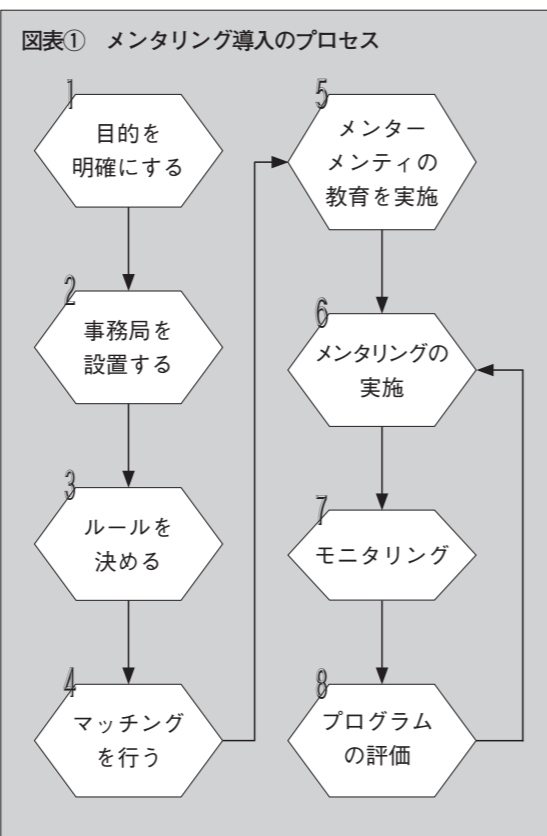 図表① メンタリング導入のプロセス
1
目的を
明確にする
2
事務局を
設置する
3
ルールを
決める
4
マッチング
を行う
5
メンター
メンティの
教育を実施
6
メンタリングの
実施
7
モニタリング
8
プログラム
の評価